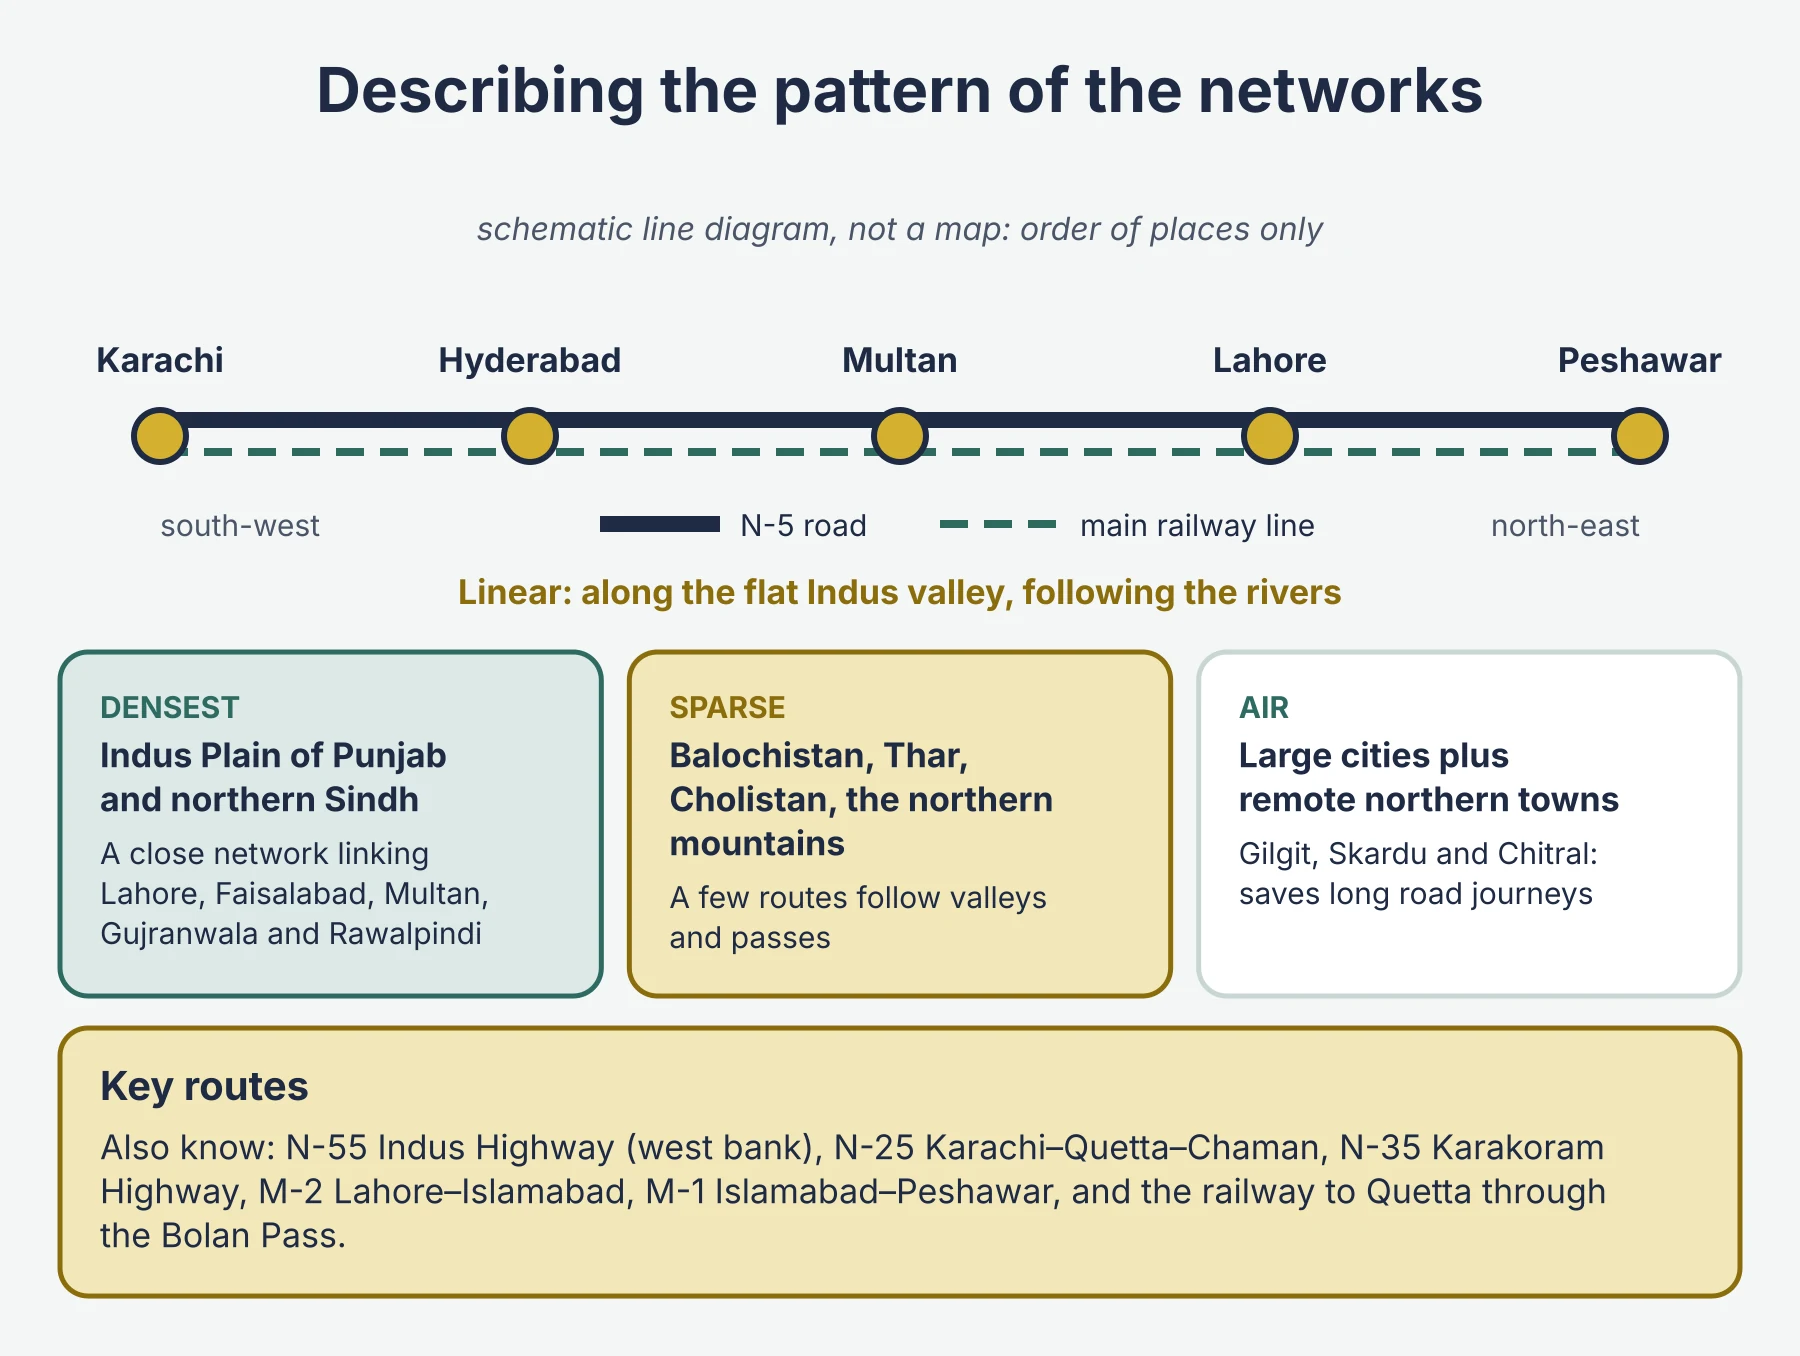 Describing the pattern of the networks
schematic line diagram, not a map: order of places only
Karachi
Hyderabad
Multan
Lahore
Peshawar
south-west
N-5 road
main railway line
north-east
Linear: along the flat Indus valley, following the rivers
DENSEST
Indus Plain of Punjab
and northern Sindh
A close network linking
Lahore, Faisalabad, Multan,
Gujranwala and Rawalpindi
SPARSE
Balochistan, Thar,
Cholistan, the northern
mountains
A few routes follow valleys
and passes
AIR
Large cities plus
remote northern towns
Gilgit, Skardu and Chitral:
saves long road journeys
Key routes
Also know: N-55 Indus Highway (west bank), N-25 Karachi–Quetta–Chaman, N-35 Karakoram
Highway, M-2 Lahore–Islamabad, M-1 Islamabad–Peshawar, and the railway to Quetta through
the Bolan Pass.